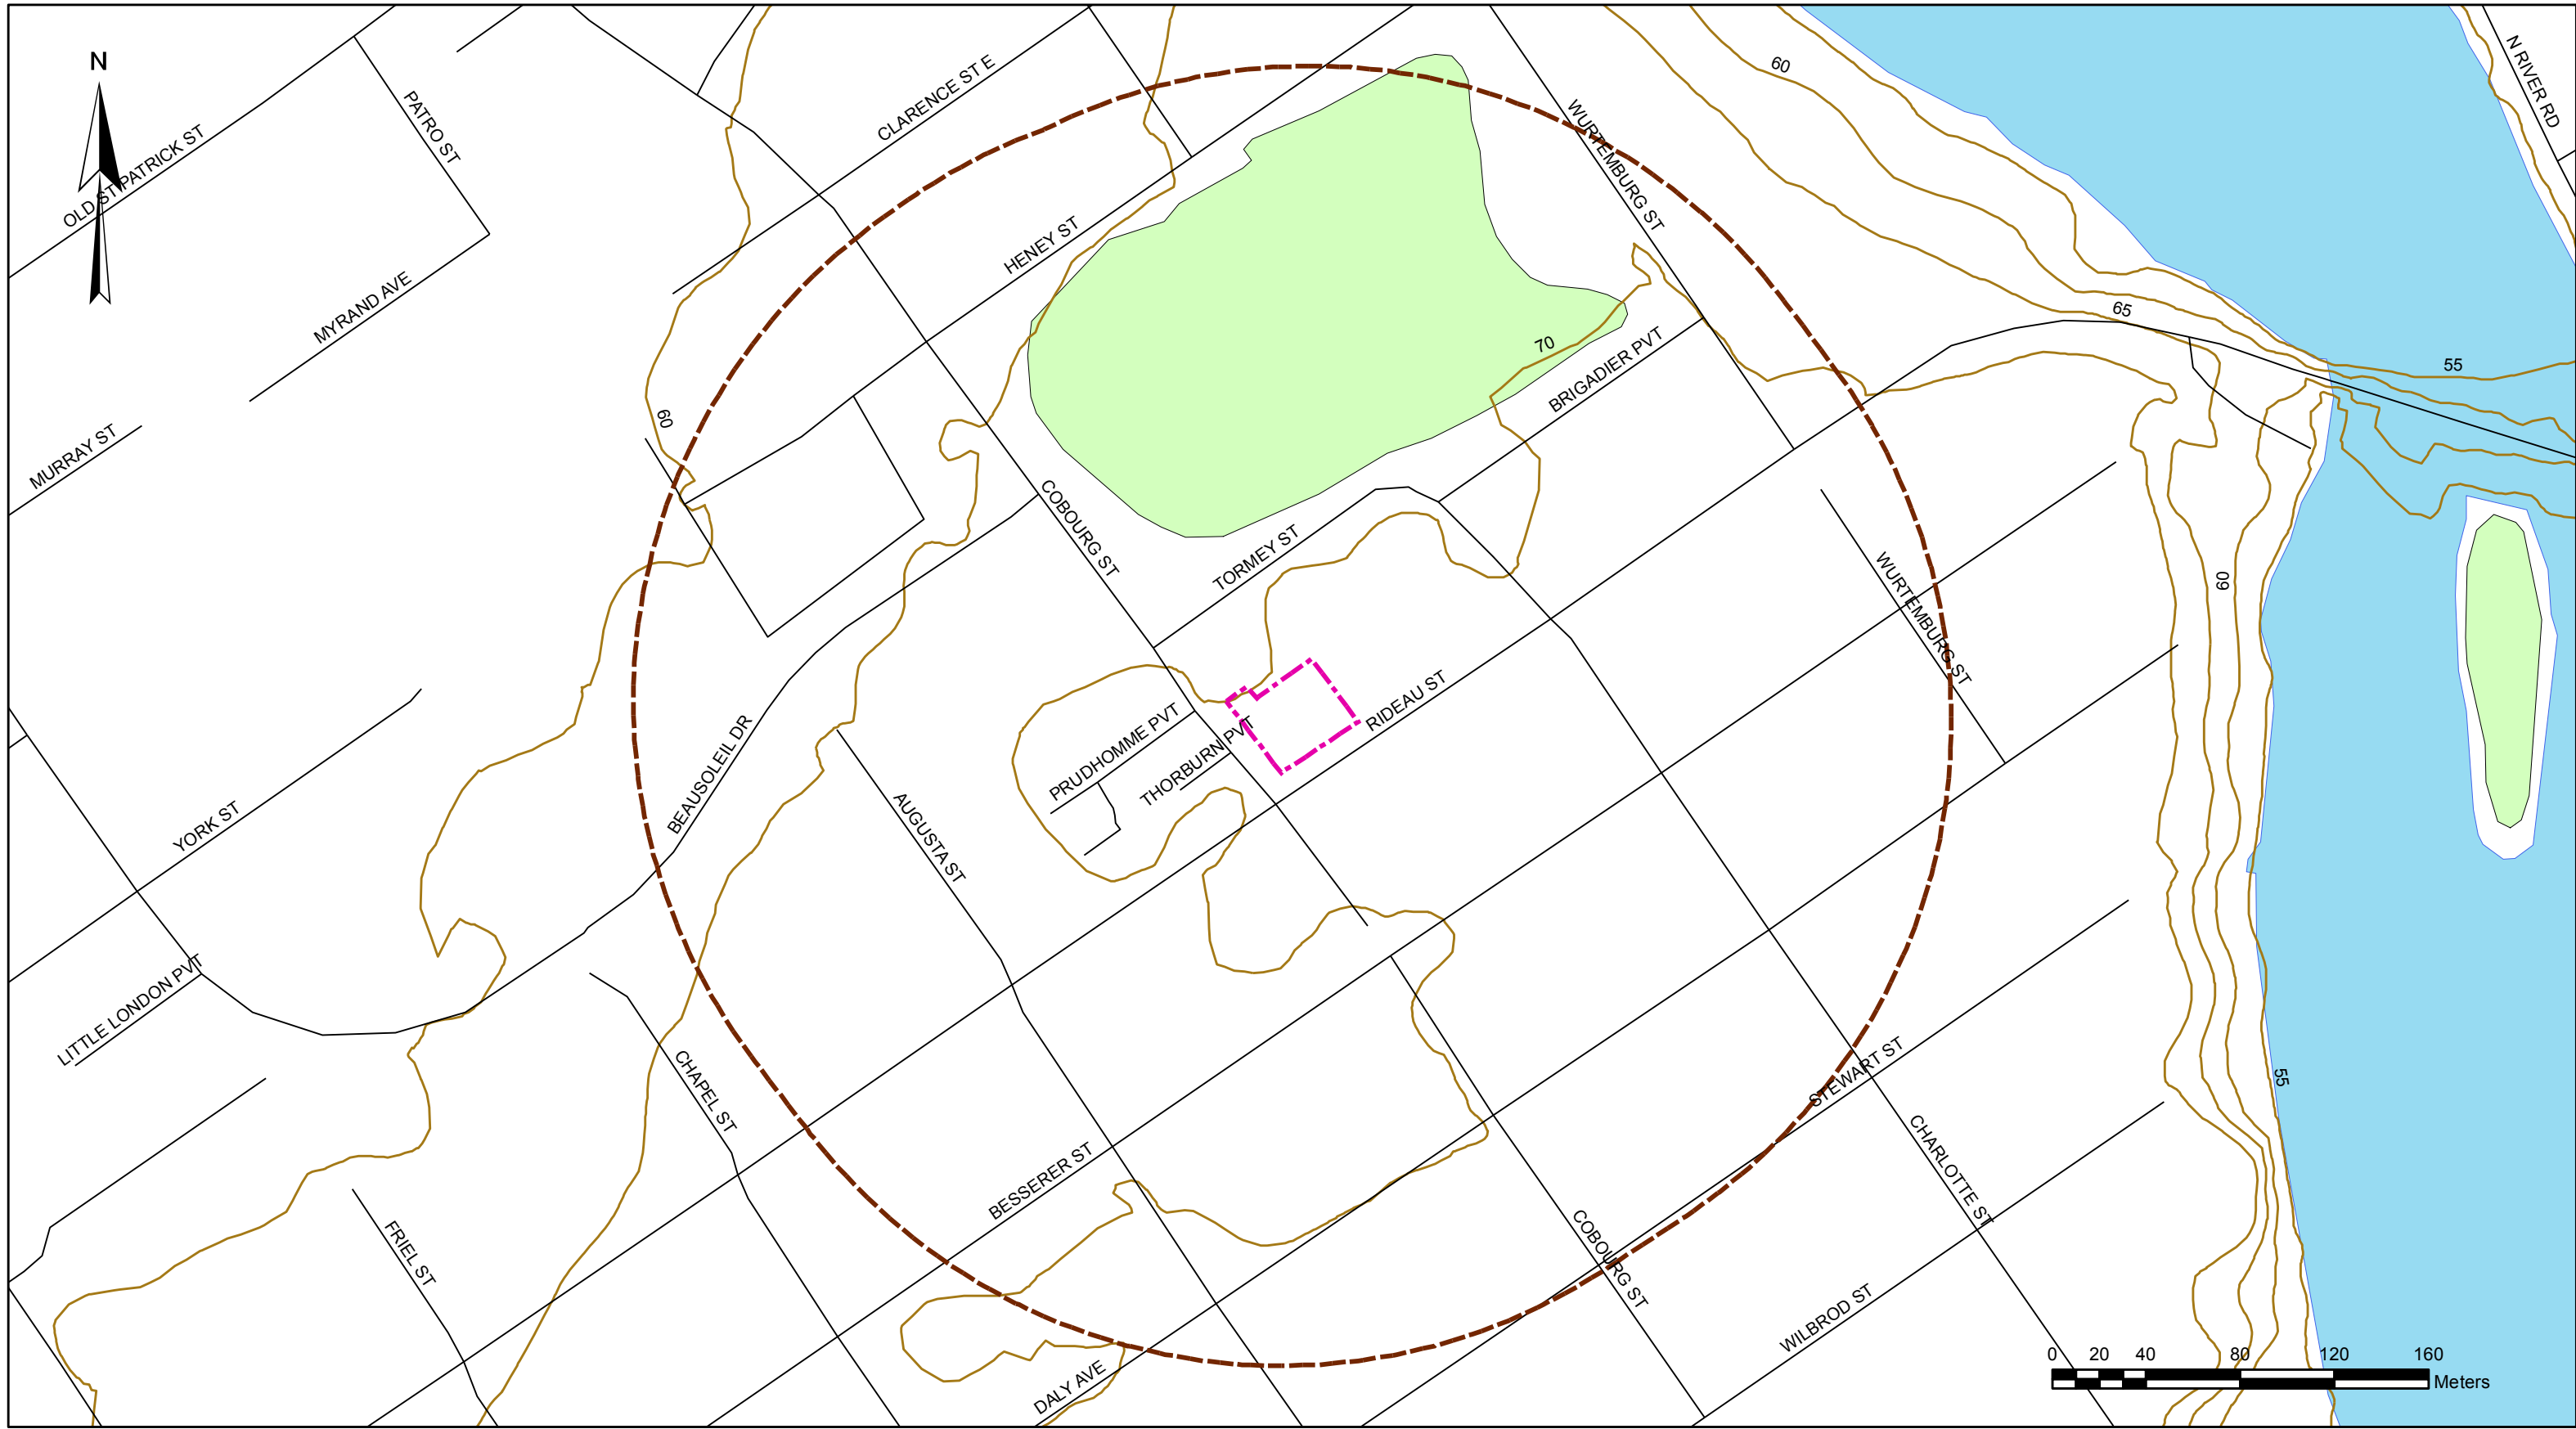 N
N RIVER RD
60
CLARENCE ST E
PATRO ST
WURTEMBURG ST
OLD ST PATRICK ST
HENEY ST
MYRAND AVE
65
70
55
BRIGADIER PVT
60
MURRAY ST
COBOURG ST
TORMEY ST
60
WURTEMBURG ST
RIDEAU ST
PRUDHOMME PVT
THORBURN PVT
BEAUSOLEIL DR
YORK ST
AUGUSTA ST
LITTLE LONDON PVT
CHAPEL ST
STEWART ST
55
BESSERER ST
CHARLOTTE ST
FRIEL ST
COBOURG ST
WILBROD ST
DALY AVE
0 20 40 80 120 160
Meters